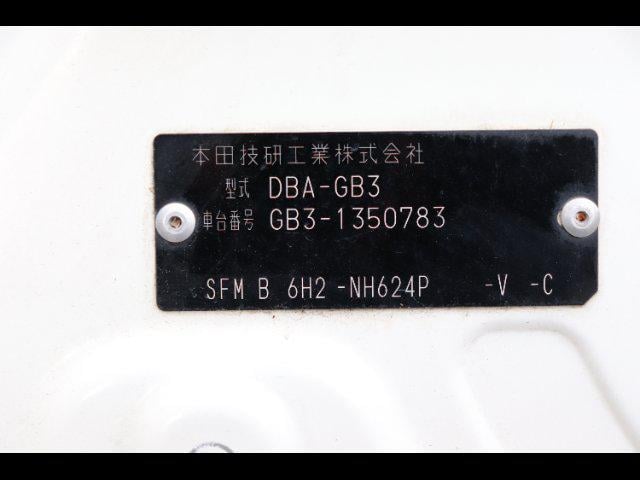 本田技研工業株式会社
型式 DBA-GB3
車台番号 GB3-1350783
SFM B 6H2 -NH624P -V -C